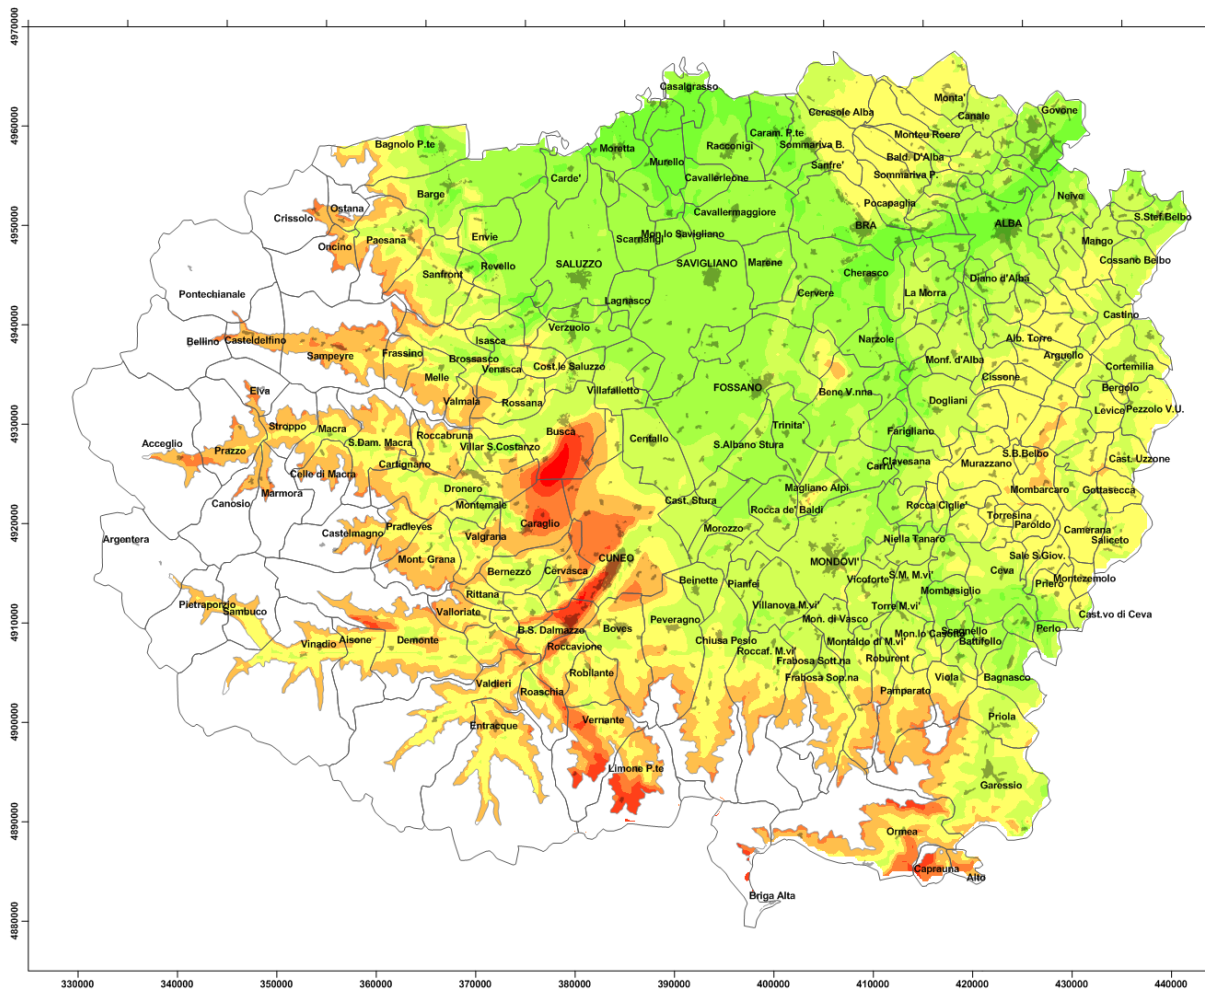 4970000
Casalgrasso
Monta'
4960000
Ceresole Alba
Govone
Canale
Bagnolo P.te
Caram. P.te
Monteu Roero
Moretta
Racconigi
Sommariva B.
Murello
Bald. D'Alba
Sanfre'
Carde'
Cavallerleone
Sommariva P.
Barge
Neive
Ostana
Pocapaglia
Crissolo
Cavallermaggiore
S.Stef.Belbo
4950000
BRA
ALBA
Envie
Mon.lo Savigliano
Oncino
Paesana
Scarnafigi
Mango
Revello
SALUZZO
SAVIGLIANO
Marene
Cossano Belbo
Sanfront
Cherasco
Diano d'Alba
Pontechianale
Cervere
La Morra
Lagnasco
4940000
Castino
Verzuolo
Bellino
Casteldelfino
Isasca
Narzole
Alb. Torre
Sampeyre
Frassino
Brossasco
Monf. d'Alba
Arguello
Venasca
Cost.le Saluzzo
Cortemilia
Melle
Cissone
Elva
Villafalletto
FOSSANO
Bene V.nna
Bergolo
Valmala
Rossana
Dogliani
Levice
Pezzolo V.U.
4930000
Stroppo
Macra
Busca
Trinita'
Farigliano
Acceglio
Prazzo
S.Dam. Macra
Roccabruna
Villar S.Costanzo
Centallo
S.Albano Stura
S.B.Belbo
Cartignano
Carru'
Clavesana
Murazzano
Cast. Uzzone
Celle di Macra
Dronero
Magliano Alpi
Mombarcaro
Gottasecca
Marmora
Canosio
Montemale
Cast. Stura
Rocca de' Baldi
Rocca Ciglie'
4920000
Castelmagno
Pradleves
Caraglio
Morozzo
Torresina
Paroldo
Camerana
Argentera
Valgrana
Niella Tanaro
Saliceto
Mont. Grana
CUNEO
MONDOVI'
Sale S.Giov.
Bernezzo
Cervasca
Beinette
Pianfei
Vicoforte
S.M. M.vi'
Ceva
Priero
Montezemolo
Rittana
Mombasiglio
Pietraporzio
Sambuco
Valloriate
Villanova M.vi'
Torre M.vi'
Cast.vo di Ceva
4910000
B.S. Dalmazzo
Boves
Peveragno
Mon. di Vasco
Perlo
Vinadio
Aisone
Demonte
Roccavione
Chiusa Pesio
Montaldo di M.vi'
Mon.lo Casotto
Battifollo
Roccaf. M.vi'
Frabosa Sott.na
Roburent
Valdieri
Robilante
Frabosa Sop.na
Viola
Bagnasco
Roaschia
Pamparato
4900000
Entracque
Vernante
Priola
Limone P.te
Garessio
4890000
Ormea
Caprauna
Alto
Briga Alta
4880000
330000 340000 350000 360000 370000 380000 390000 400000 410000 420000 430000 440000